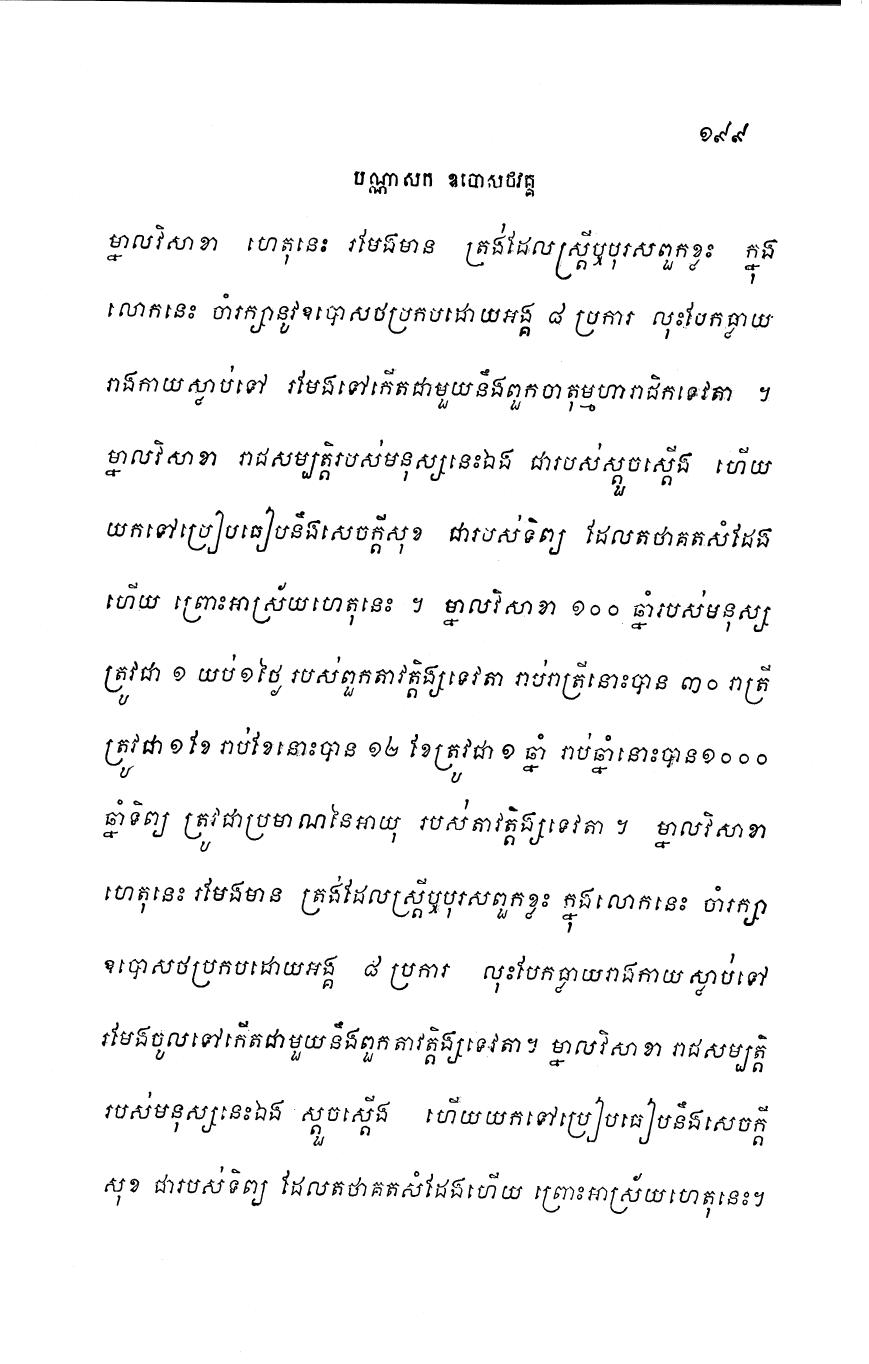 ១៩៩
បណ្ណាសក ឧបោសថវគ្គ
ម្នាលវិសាខា ហេតុនេះ រមែងមាន ត្រង់ដែលស្ត្រីឬបុរសពួកខ្លះ ក្នុង
លោកនេះ ចាំរក្សានូវឧបោសថប្រកបដោយអង្គ ៨ ប្រការ លុះបែកធ្លាយ
រាងកាយស្លាប់ទៅ រមែងទៅកើតជាមួយនឹងពួកចាតុម្មហារាជិកទេវតា ។
ម្នាលវិសាខា រាជសម្បត្តិរបស់មនុស្សនេះឯង ជារបស់ស្តួចស្តើង ហើយ
យកទៅប្រៀបធៀបនឹងសេចក្តីសុខ ជារបស់ទិព្យ ដែលតថាគតសំដែង
ហើយ ព្រោះអាស្រ័យហេតុនេះ ។ ម្នាលវិសាខា ១០០ ឆ្នាំរបស់មនុស្ស
ត្រូវជា ១ យប់១ថ្ងៃ របស់ពួកតាវត្តិង្សទេវតា រាប់រាត្រីនោះបាន ៣០ រាត្រី
ត្រូវជា ១ ខែ រាប់ខែនោះបាន ១២ ខែត្រូវជា ១ ឆ្នាំ រាប់ឆ្នាំនោះបាន១០០០
ឆ្នាំទិព្យ ត្រូវជាប្រមាណនៃអាយុ របស់តាវត្តិង្សទេវតា ។ ម្នាលវិសាខា
ហេតុនេះ រមែងមាន ត្រង់ដែលស្ត្រីឬបុរសពួកខ្លះ ក្នុងលោកនេះ ចាំរក្សា
ឧបោសថប្រកបដោយអង្គ ៨ ប្រការ លុះបែកធ្លាយរាងកាយស្លាប់ទៅ
រមែងចូលទៅកើតជាមួយនឹងពួកតាវត្តិង្សទេវតា។ ម្នាលវិសាខា រាជសម្បត្តិ
របស់មនុស្សនេះឯង ស្តួចស្តើង ហើយយកទៅប្រៀបធៀបនឹងសេចក្តី
សុខ ជារបស់ទិព្យ ដែលតថាគតសំដែងហើយ ព្រោះអាស្រ័យហេតុនេះ។